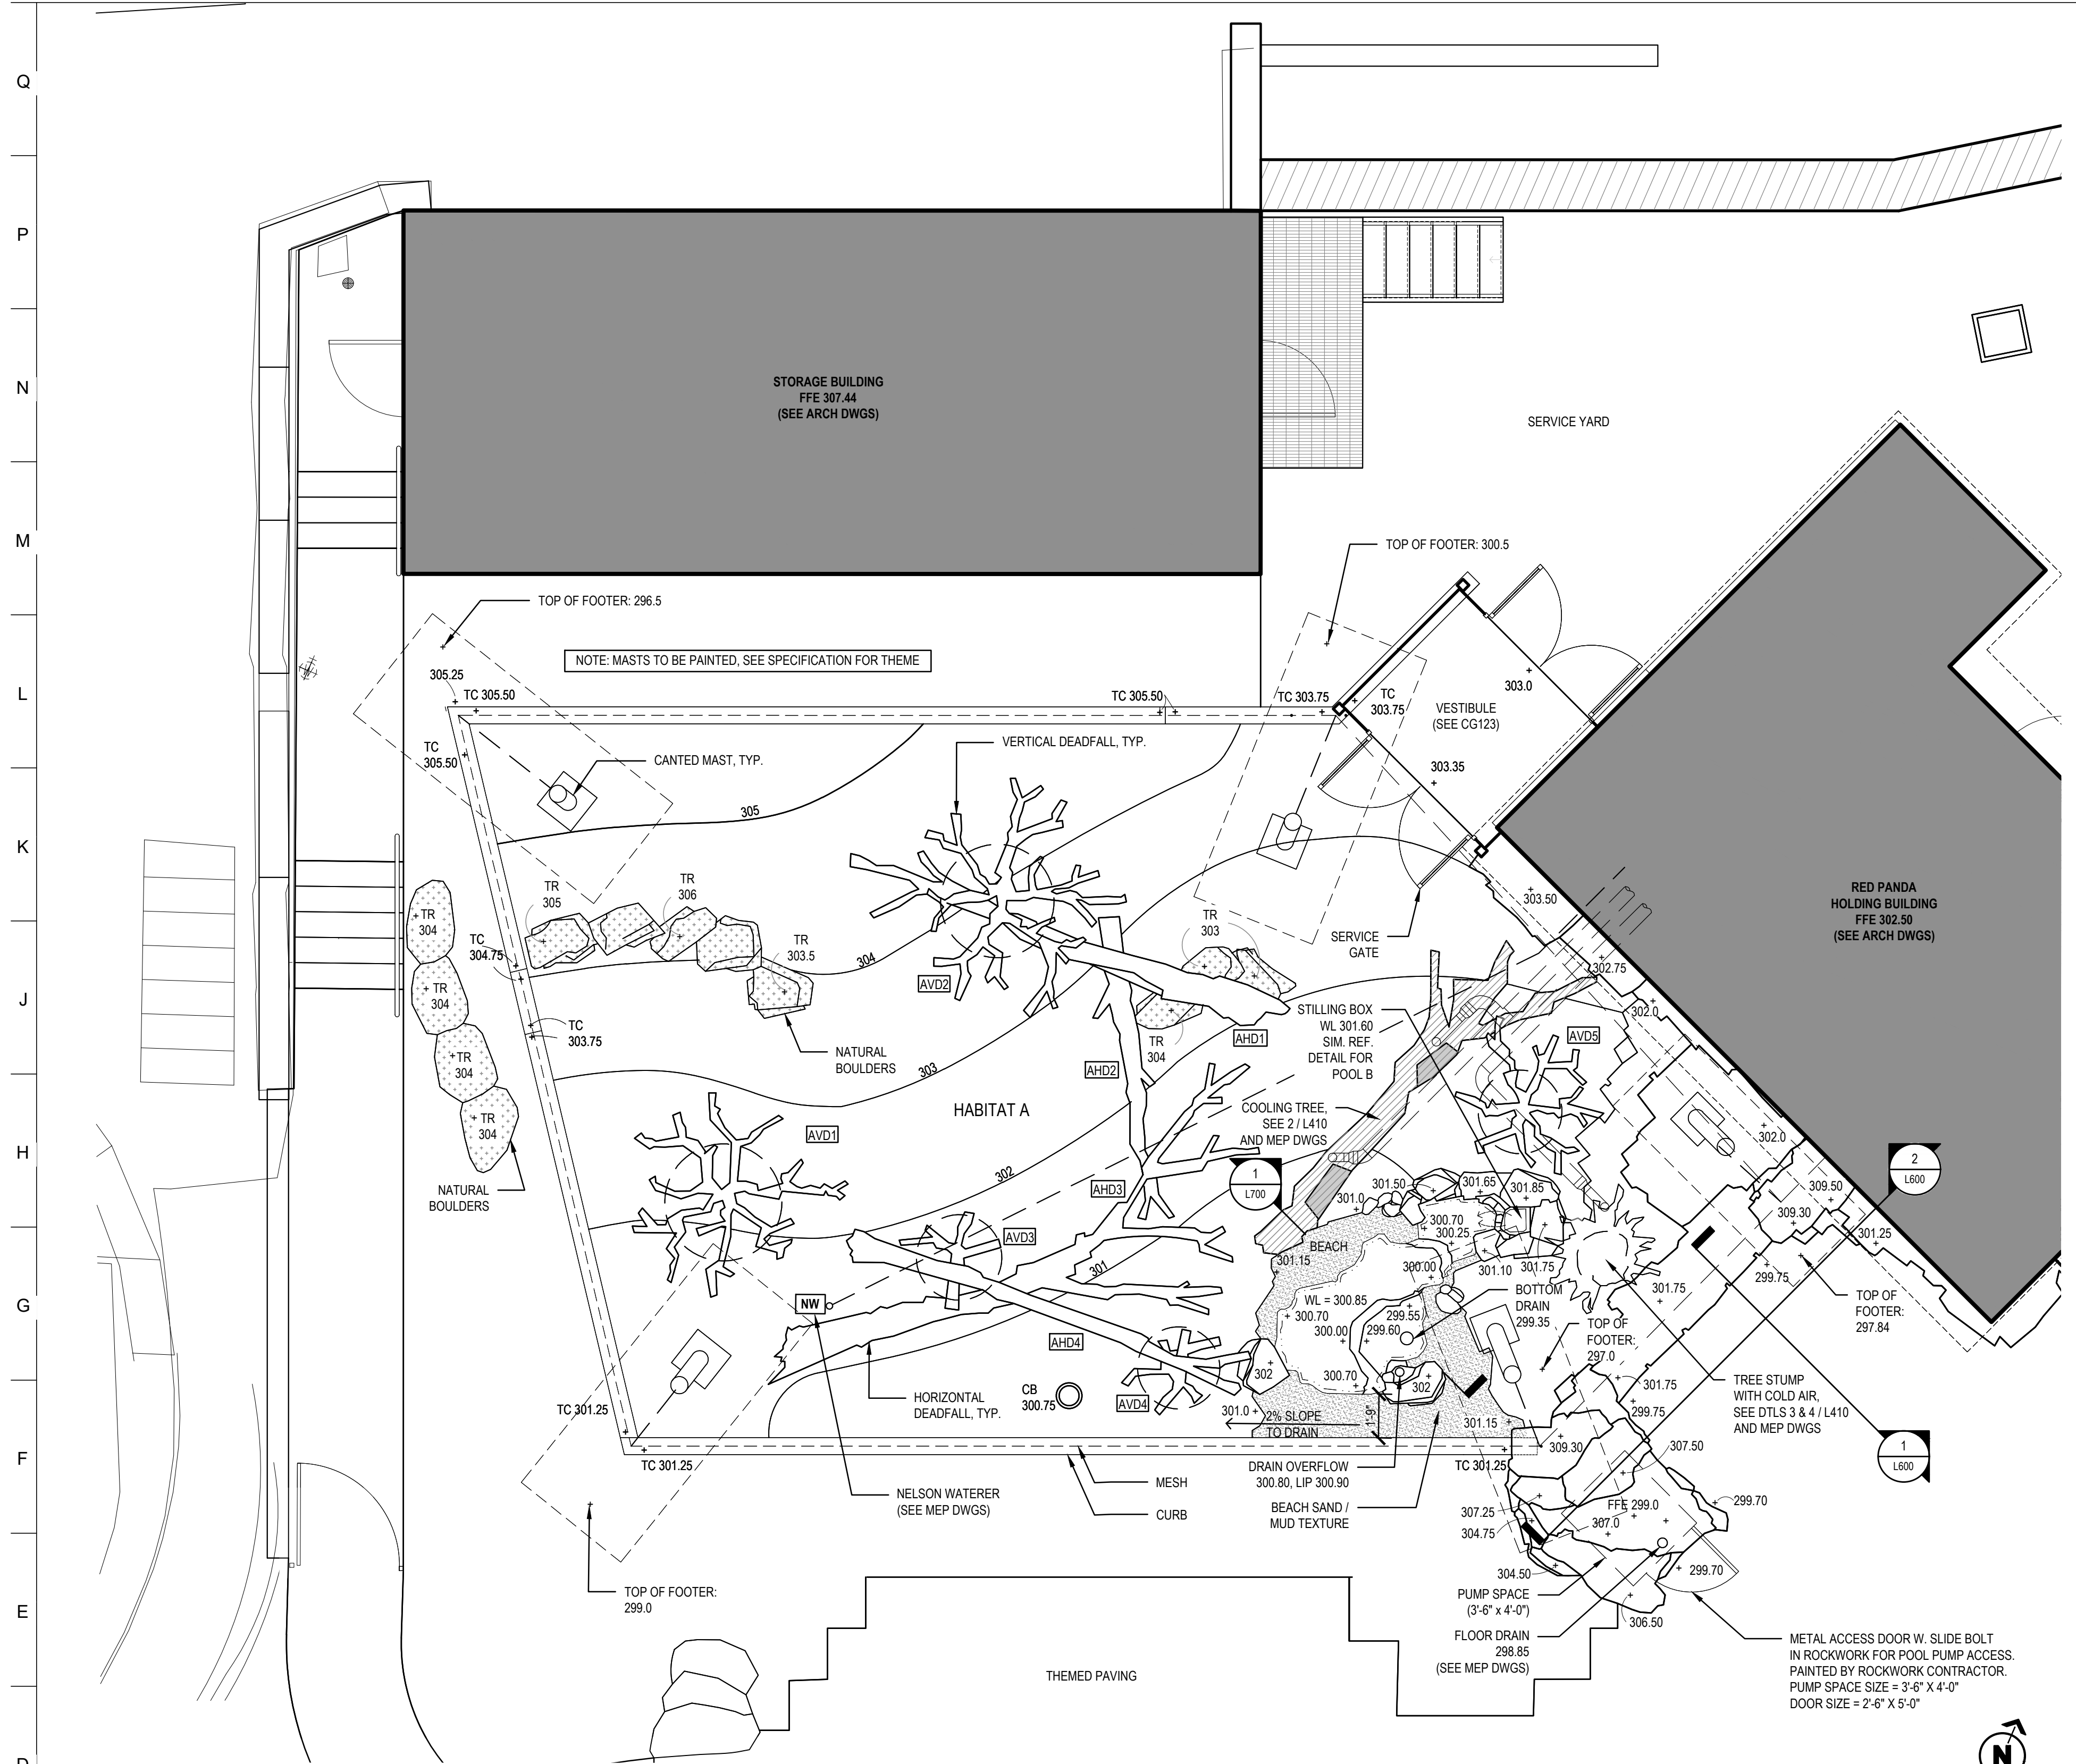 Q
P
N
M
L
K
J
H
G
F
E
D
STORAGE BUILDING
FFE 307.44
(SEE ARCH DWGS)
SERVICE YARD
TOP OF FOOTER: 300.5
TOP OF FOOTER: 296.5
NOTE: MASTS TO BE PAINTED, SEE SPECIFICATION FOR THEME
305.25
TC 305.50
TC 305.50
TC 303.75
TC
303.75
303.0
VESTIBULE
(SEE CG123)
TC
305.50
CANTED MAST, TYP.
VERTICAL DEADFALL, TYP.
303.35
305
RED PANDA
HOLDING BUILDING
FFE 302.50
(SEE ARCH DWGS)
TR
305
TR
306
TR
304
TR
303
303.50
SERVICE
GATE
TC
304.75
TR
303.5
304
302.75
AVD2
TR
304
STILLING BOX
WL 301.60
SIM. REF.
DETAIL FOR
POOL B
302.0
TC
303.75
AHD1
AVD5
TR
304
NATURAL
BOULDERS
TR
304
AHD2
303
HABITAT A
COOLING TREE,
SEE 2 / L410
AND MEP DWGS
TR
304
AVD1
302.0
2
L600
302
1
L700
NATURAL
BOULDERS
AHD3
301.0
301.50
301.65
301.85
309.50
309.30
300.70
300.25
AVD3
BEACH
301.25
301.15
300.00
301.10
301.75
301
299.75
301.75
BOTTOM
DRAIN
299.35
NW
WL = 300.85
300.70
300.00
299.55
299.60
TOP OF
FOOTER:
297.84
TOP OF
FOOTER:
297.0
AHD4
302
300.70
302
TREE STUMP
WITH COLD AIR,
SEE DTLS 3 & 4 / L410
AND MEP DWGS
301.75
HORIZONTAL
DEADFALL, TYP.
CB
300.75
AVD4
TC 301.25
301.0
2% SLOPE
TO DRAIN
1'-9"
301.15
299.75
309.30
1
L600
TC 301.25
TC 301.25
307.50
DRAIN OVERFLOW
300.80, LIP 300.90
MESH
NELSON WATERER
(SEE MEP DWGS)
CURB
BEACH SAND /
MUD TEXTURE
307.25
304.75
FFE 299.0
307.0
299.70
304.50
299.70
TOP OF FOOTER:
299.0
PUMP SPACE
(3'-6" x 4'-0")
306.50
FLOOR DRAIN
298.85
(SEE MEP DWGS)
METAL ACCESS DOOR W. SLIDE BOLT
IN ROCKWORK FOR POOL PUMP ACCESS.
PAINTED BY ROCKWORK CONTRACTOR.
PUMP SPACE SIZE = 3'-6" X 4'-0"
DOOR SIZE = 2'-6" X 5'-0"
THEMED PAVING
N